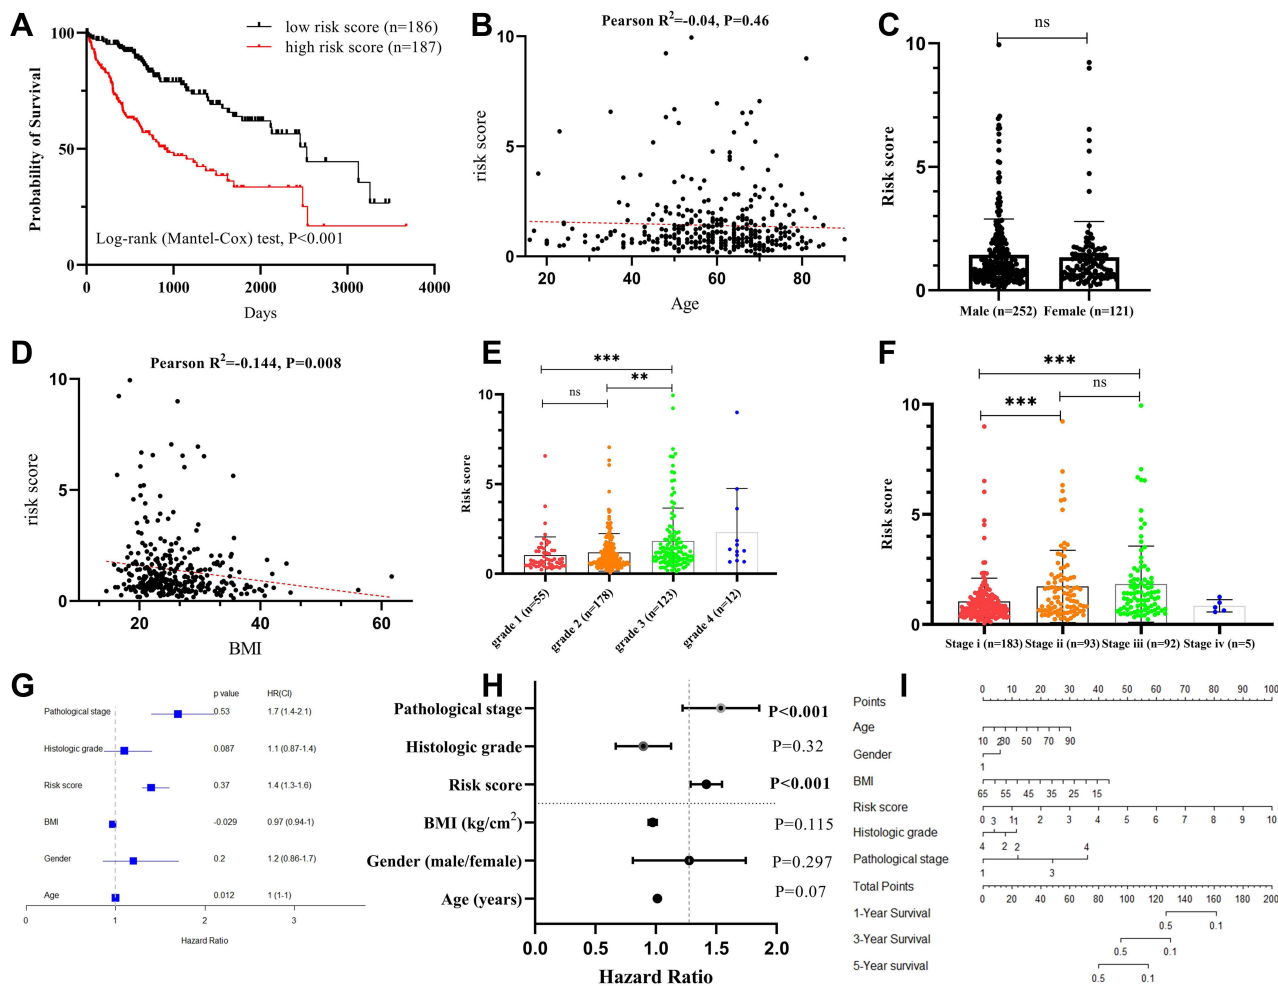 A
low risk score (n=186)
high risk score (n=187)
Probability of Survival
100
50
0
Log-rank (Mantel-Cox) test, P<0.001
0 1000 2000 3000 4000
Days
B
Pearson R²=-0.04, P=0.46
risk score
10
5
0
20 40 60 80
Age
C
ns
Risk score
10
5
0
Male (n=252) Female (n=121)
D
Pearson R²=-0.144, P=0.008
risk score
10
5
0
20 40 60
BMI
E
***
**
ns
Risk score
10
8
6
4
2
0
grade 1 (n=55)
grade 2 (n=178)
grade 3 (n=123)
grade 4 (n=12)
F
***
ns
***
Risk score
10
8
6
4
2
0
Stage i (n=183) Stage ii (n=93) Stage iii (n=92) Stage iv (n=5)
G
p value HR(CI)
Pathological stage 0.53 1.7 (1.4-2.1)
Histologic grade 0.087 1.1 (0.87-1.4)
Risk score 0.37 1.4 (1.3-1.6)
BMI -0.029 0.97 (0.94-1)
Gender 0.2 1.2 (0.86-1.7)
Age 0.012 1 (1-1)
0 1 2 3
Hazard Ratio
H
Pathological stage P<0.001
Histologic grade P=0.32
Risk score P<0.001
BMI (kg/cm²) P=0.115
Gender (male/female) P=0.297
Age (years) P=0.07
0.0 0.5 1.0 1.5 2.0
Hazard Ratio
I
Points 0 10 20 30 40 50 60 70 80 90 100
Age
10 2030 50 70 90
Gender
1
BMI
65 55 45 35 25 15
Risk score
0 1 2 3 4 5 6 7 8 9 10
Histologic grade
3 1
4 2
Pathological stage
2 4
1 3
Total Points
0 20 40 60 80 100 120 140 160 180 200
1-Year Survival
0.5 0.1
3-Year Survival
0.5 0.1
5-Year survival
0.5 0.1